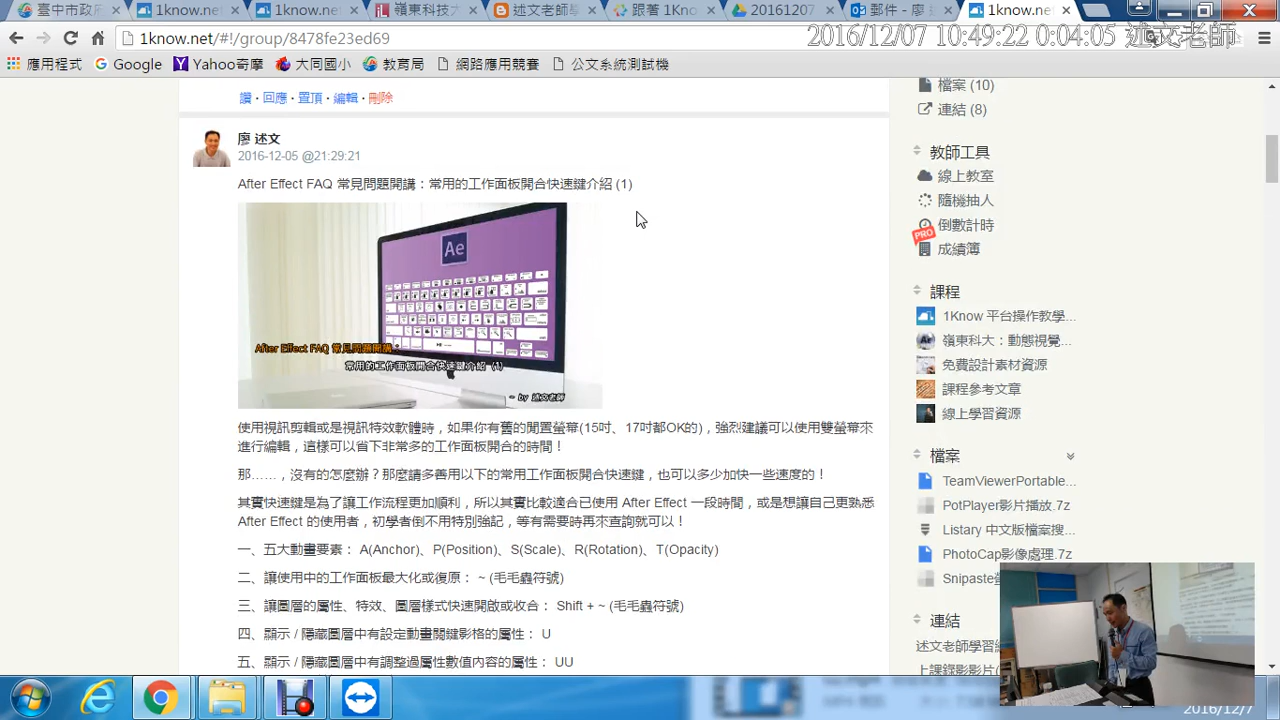 臺中市政府
1know.ne
1know.ne
嶺東科技大
述文老師學
跟著 1Kno
20161207
郵件 - 廖
1know.ne
1know.net/#!/group/8478fe23ed69
2016/12/07 10:49:22 0:04:05 述文老師
應用程式
Google
Yahoo奇摩
大同國小
教育局
網路應用競賽
公文系統測試機
讚 · 回應 · 置頂 · 編輯 · 刪除
廖 述文
2016-12-05 @21:29:21
After Effect FAQ 常見問題開講：常用的工作面板開合快速鍵介紹 (1)
Ae
After Effect FAQ 常見問題開講：
常用的工作面板開合快速鍵介紹 (1)
~ by 述文老師
使用視訊剪輯或是視訊特效軟體時，如果你有舊的閒置螢幕(15吋、17吋都OK的)，強烈建議可以使用雙螢幕來
進行編輯，這樣可以省下非常多的工作面板開合的時間！
那……，沒有的怎麼辦？那麼請多善用以下的常用工作面板開合快速鍵，也可以多少加快一些速度的！
其實快速鍵是為了讓工作流程更加順利，所以其實比較適合已使用 After Effect 一段時間，或是想讓自己更熟悉
After Effect 的使用者，初學者倒不用特別強記，等有需要時再來查詢就可以！
一、五大動畫要素： A(Anchor)、P(Position)、S(Scale)、R(Rotation)、T(Opacity)
二、讓使用中的工作面板最大化或復原： ~ (毛毛蟲符號)
三、讓圖層的屬性、特效、圖層樣式快速開啟或收合： Shift + ~ (毛毛蟲符號)
四、顯示 / 隱藏圖層中有設定動畫關鍵影格的屬性： U
五、顯示 / 隱藏圖層中有調整過屬性數值內容的屬性： UU
檔案 (10)
連結 (8)
教師工具
線上教室
隨機抽人
倒數計時
PRO
成績簿
課程
1Know 平台操作教學...
嶺東科大：動態視覺...
免費設計素材資源
課程參考文章
線上學習資源
檔案
TeamViewerPortable...
PotPlayer影片播放.7z
Listary 中文版檔案搜...
PhotoCap影像處理.7z
Snipaste
連結
述文老師學習
上課錄影影片
2016/12/7